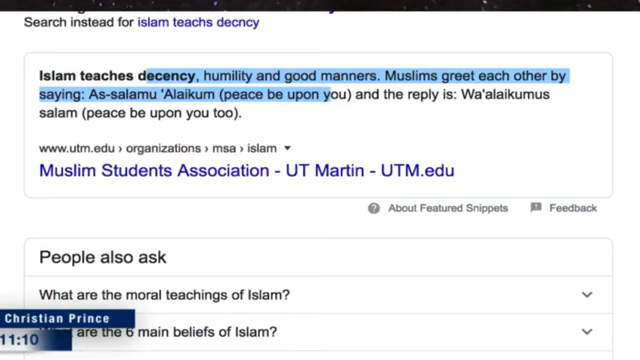 Search instead for islam teachs decncy
Islam teaches decency, humility and good manners. Muslims greet each other by
saying: As-salamu 'Alaikum (peace be upon you) and the reply is: Wa'alaikumus
salam (peace be upon you too).
www.utm.edu › organizations › msa › islam
Muslim Students Association - UT Martin - UTM.edu
About Featured Snippets
Feedback
People also ask
What are the moral teachings of Islam?
are the 6 main beliefs of Islam?
Christian Prince
11:10